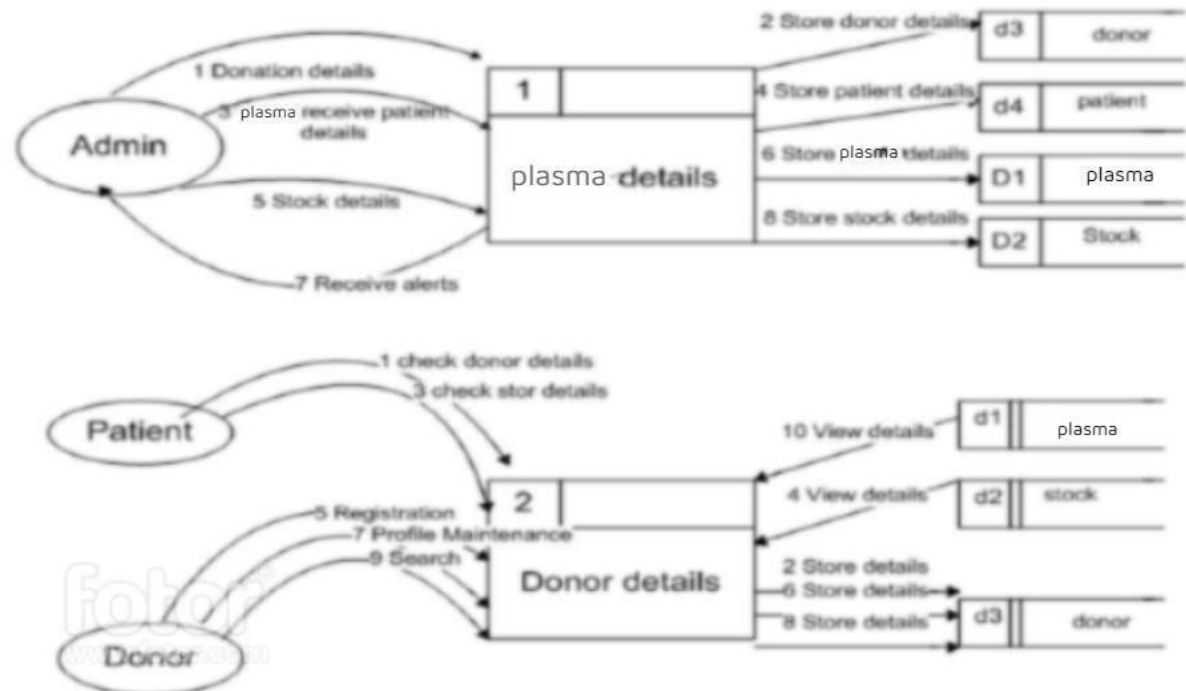 2 Store donor details
d3 donor
1 Donation details
1
4 Store patient details
d4 patient
3 plasma receive patient
details
Admin
6 Store plasma details
plasma details
D1 plasma
5 Stock details
8 Store stock details
D2 Stock
7 Receive alerts
1 check donor details
3 check stor details
Patient
10 View details
d1 plasma
2
4 View details
d2 stock
5 Registration
7 Profile Maintenance
9 Search
Donor details
2 Store details
6 Store details
8 Store details
d3 donor
fotor
Donor